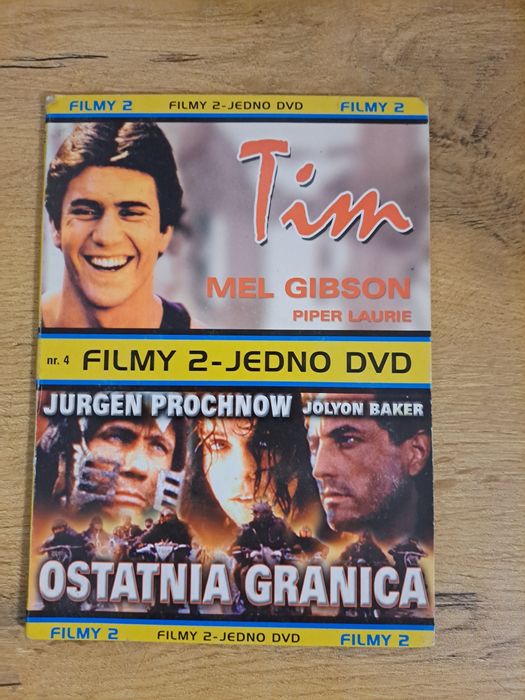 FILMY 2 FILMY 2-JEDNO DVD FILMY 2
Tim
MEL GIBSON
PIPER LAURIE
nr. 4 FILMY 2-JEDNO DVD
JURGEN PROCHNOW JOLYON BAKER
OSTATNIA GRANICA
FILMY 2 FILMY 2-JEDNO DVD FILMY 2